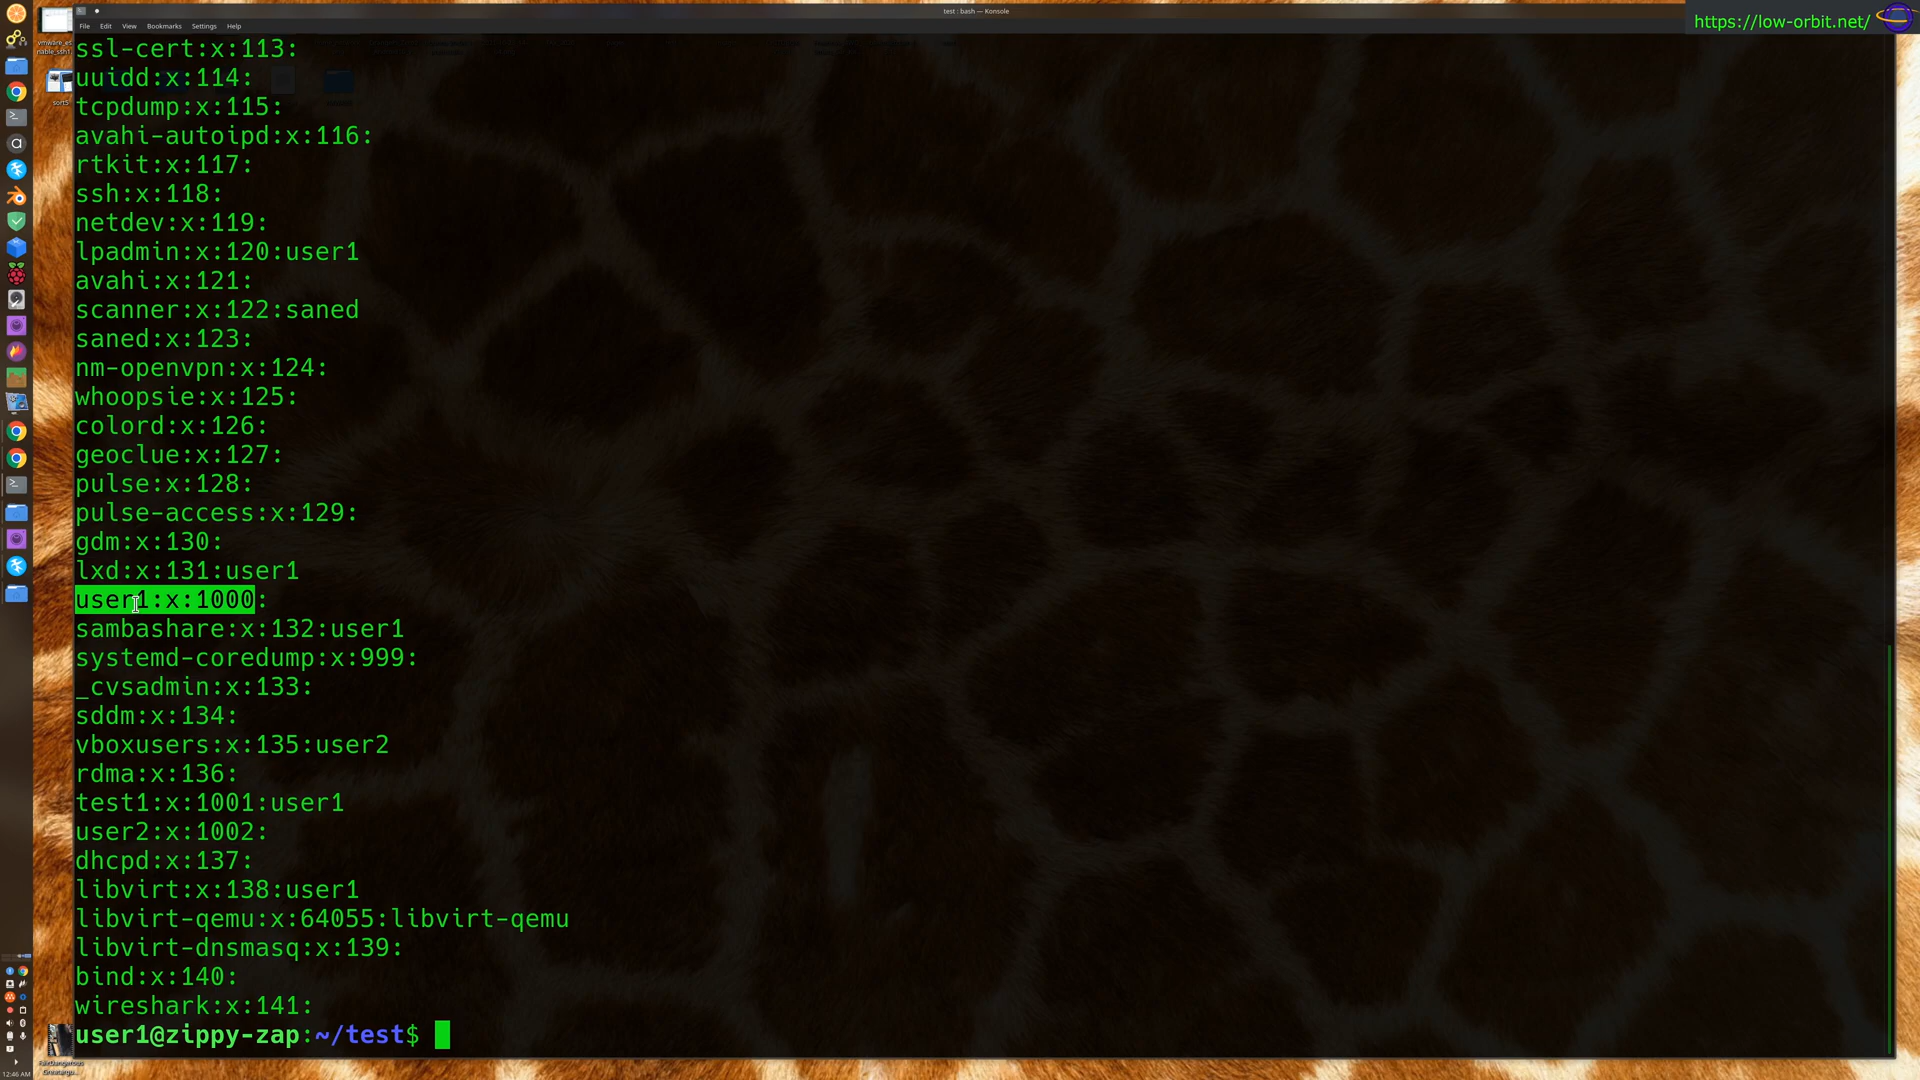 test : bash — Konsole
File Edit View Bookmarks Settings Help
https://low-orbit.net/
ssl-cert:x:113:
uuidd:x:114:
tcpdump:x:115:
avahi-autoipd:x:116:
rtkit:x:117:
ssh:x:118:
netdev:x:119:
lpadmin:x:120:user1
avahi:x:121:
scanner:x:122:saned
saned:x:123:
nm-openvpn:x:124:
whoopsie:x:125:
colord:x:126:
geoclue:x:127:
pulse:x:128:
pulse-access:x:129:
gdm:x:130:
lxd:x:131:user1
user1:x:1000:
sambashare:x:132:user1
systemd-coredump:x:999:
_cvsadmin:x:133:
sddm:x:134:
vboxusers:x:135:user2
rdma:x:136:
test1:x:1001:user1
user2:x:1002:
dhcpd:x:137:
libvirt:x:138:user1
libvirt-qemu:x:64055:libvirt-qemu
libvirt-dnsmasq:x:139:
bind:x:140:
wireshark:x:141:
user1@zippy-zap:~/test$
12:46 AM